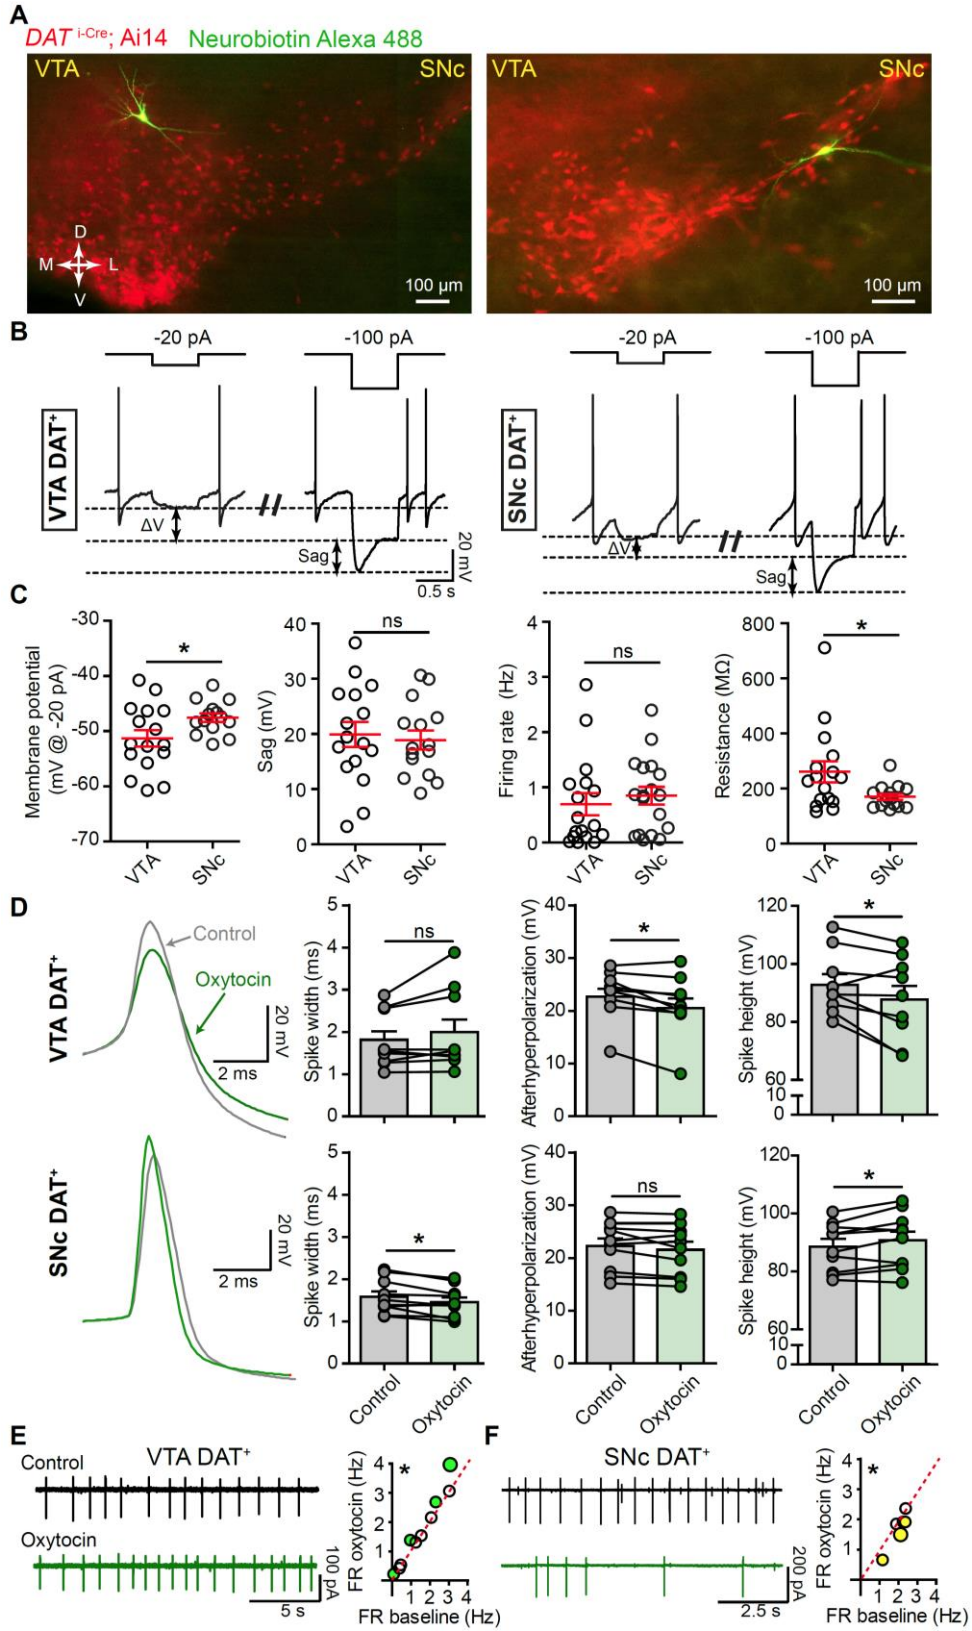 A
DAT i-Cre; Ai14 Neurobiotin Alexa 488
VTA SNc
D
M L
V
100 µm
VTA SNc
100 µm
B
-20 pA -100 pA
VTA DAT+
ΔV
Sag
20 mV
0.5 s
-20 pA -100 pA
SNc DAT+
ΔV
Sag
C
Membrane potential
(mV @ -20 pA)
-30
-40
-50
-60
-70
*
VTA SNc
Sag (mV)
40
30
20
10
0
ns
VTA SNc
Firing rate (Hz)
4
3
2
1
0
ns
VTA SNc
Resistance (MΩ)
800
600
400
200
0
*
VTA SNc
D
VTA DAT+
Control
Oxytocin
20 mV
2 ms
Spike width (ms)
5
4
3
2
1
0
ns
Afterhyperpolarization (mV)
40
30
20
10
0
*
Spike height (mV)
120
100
80
60
10
0
*
SNc DAT+
20 mV
2 ms
Spike width (ms)
5
4
3
2
1
0
*
Control Oxytocin
Afterhyperpolarization (mV)
40
30
20
10
0
ns
Control Oxytocin
Spike height (mV)
120
100
80
60
10
0
*
Control Oxytocin
E
VTA DAT+
Control
Oxytocin
100 pA
5 s
FR oxytocin (Hz)
4
3
2
1
*
1 2 3 4
FR baseline (Hz)
F
SNc DAT+
200 pA
2.5 s
FR oxytocin (Hz)
4
3
2
1
*
1 2 3 4
FR baseline (Hz)